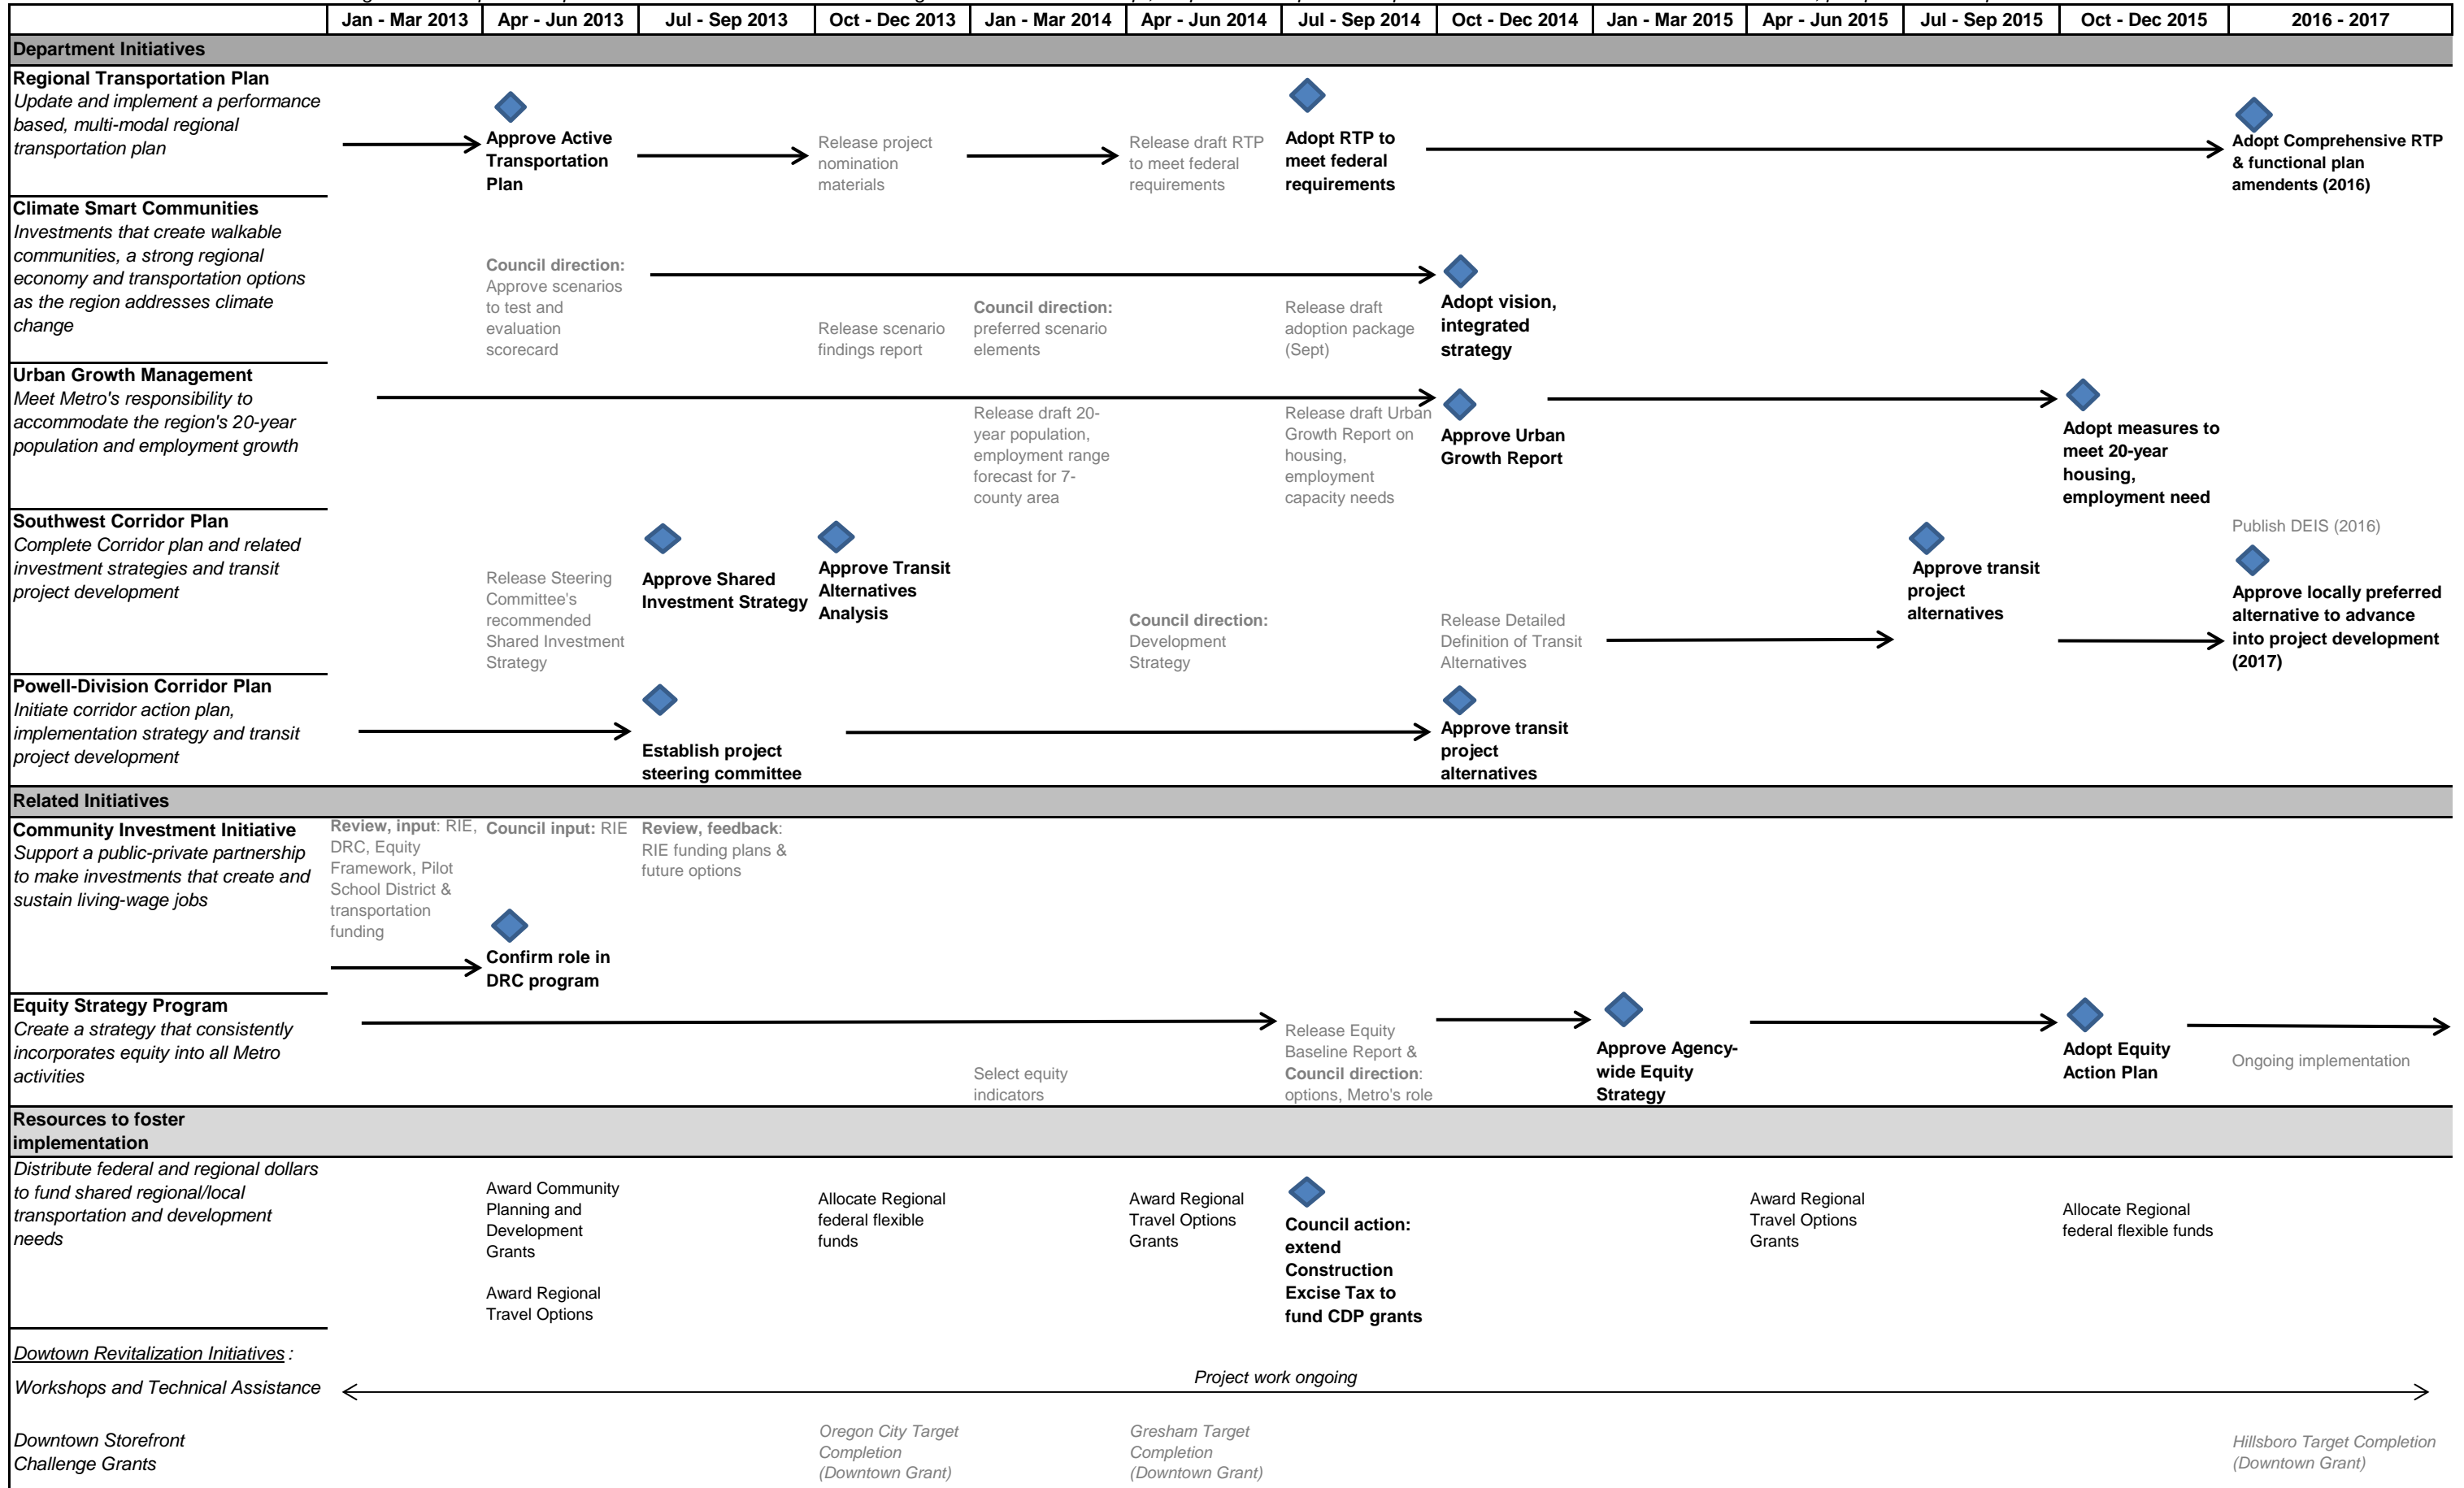 Jan - Mar 2013 Apr - Jun 2013 Jul - Sep 2013 Oct - Dec 2013 Jan - Mar 2014 Apr - Jun 2014 Jul - Sep 2014 Oct - Dec 2014 Jan - Mar 2015 Apr - Jun 2015 Jul - Sep 2015 Oct - Dec 2015 2016 - 2017
Department Initiatives
Regional Transportation Plan
Update and implement a performance
based, multi-modal regional
transportation plan
Approve Active
Transportation
Plan
Release project
nomination
materials
Release draft RTP
to meet federal
requirements
Adopt RTP to
meet federal
requirements
Adopt Comprehensive RTP
& functional plan
amendents (2016)
Climate Smart Communities
Investments that create walkable
communities, a strong regional
economy and transportation options
as the region addresses climate
change
Council direction:
Approve scenarios
to test and
evaluation
scorecard
Release scenario
findings report
Council direction:
preferred scenario
elements
Release draft
adoption package
(Sept)
Adopt vision,
integrated
strategy
Urban Growth Management
Meet Metro's responsibility to
accommodate the region's 20-year
population and employment growth
Release draft 20-
year population,
employment range
forecast for 7-
county area
Release draft Urban
Growth Report on
housing,
employment
capacity needs
Approve Urban
Growth Report
Adopt measures to
meet 20-year
housing,
employment need
Southwest Corridor Plan
Complete Corridor plan and related
investment strategies and transit
project development
Release Steering
Committee's
recommended
Shared Investment
Strategy
Approve Shared
Investment Strategy
Approve Transit
Alternatives
Analysis
Council direction:
Development
Strategy
Release Detailed
Definition of Transit
Alternatives
Approve transit
project
alternatives
Publish DEIS (2016)
Approve locally preferred
alternative to advance
into project development
(2017)
Powell-Division Corridor Plan
Initiate corridor action plan,
implementation strategy and transit
project development
Establish project
steering committee
Approve transit
project
alternatives
Related Initiatives
Community Investment Initiative
Support a public-private partnership
to make investments that create and
sustain living-wage jobs
Review, input: RIE,
DRC, Equity
Framework, Pilot
School District &
transportation
funding
Council input: RIE
Confirm role in
DRC program
Review, feedback:
RIE funding plans &
future options
Equity Strategy Program
Create a strategy that consistently
incorporates equity into all Metro
activities
Select equity
indicators
Release Equity
Baseline Report &
Council direction:
options, Metro's role
Approve Agency-
wide Equity
Strategy
Adopt Equity
Action Plan
Ongoing implementation
Resources to foster
implementation
Distribute federal and regional dollars
to fund shared regional/local
transportation and development
needs
Award Community
Planning and
Development
Grants
Award Regional
Travel Options
Allocate Regional
federal flexible
funds
Award Regional
Travel Options
Grants
Council action:
extend
Construction
Excise Tax to
fund CDP grants
Award Regional
Travel Options
Grants
Allocate Regional
federal flexible funds
Dowtown Revitalization Initiatives :
Workshops and Technical Assistance
Project work ongoing
Downtown Storefront
Challenge Grants
Oregon City Target
Completion
(Downtown Grant)
Gresham Target
Completion
(Downtown Grant)
Hillsboro Target Completion
(Downtown Grant)